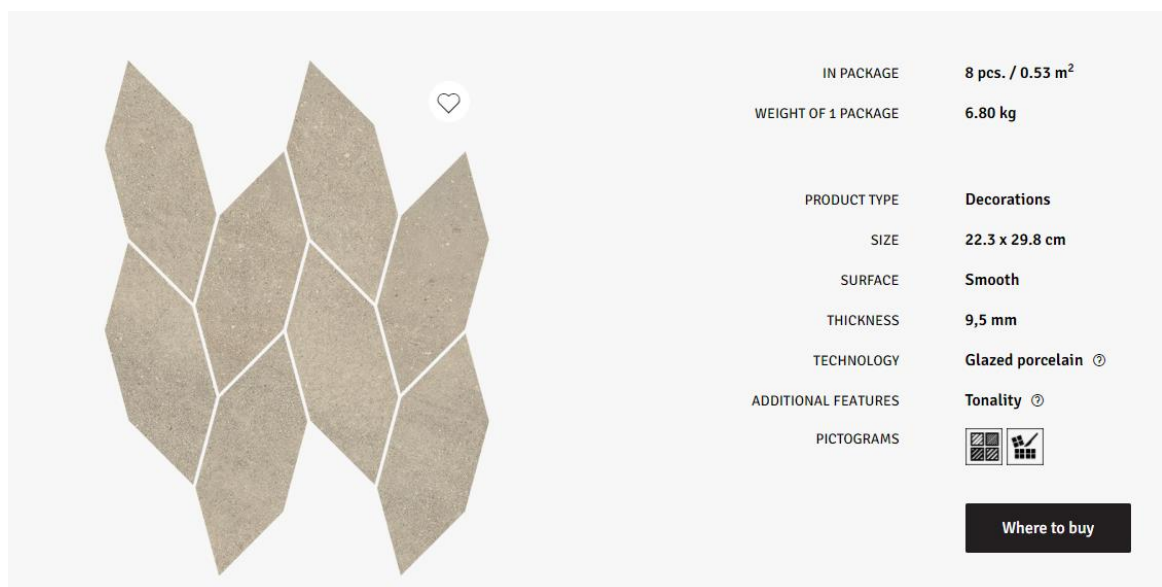 IN PACKAGE 8 pcs. / 0.53 m²
WEIGHT OF 1 PACKAGE 6.80 kg
PRODUCT TYPE Decorations
SIZE 22.3 x 29.8 cm
SURFACE Smooth
THICKNESS 9,5 mm
TECHNOLOGY Glazed porcelain ?
ADDITIONAL FEATURES Tonality ?
PICTOGRAMS
Where to buy